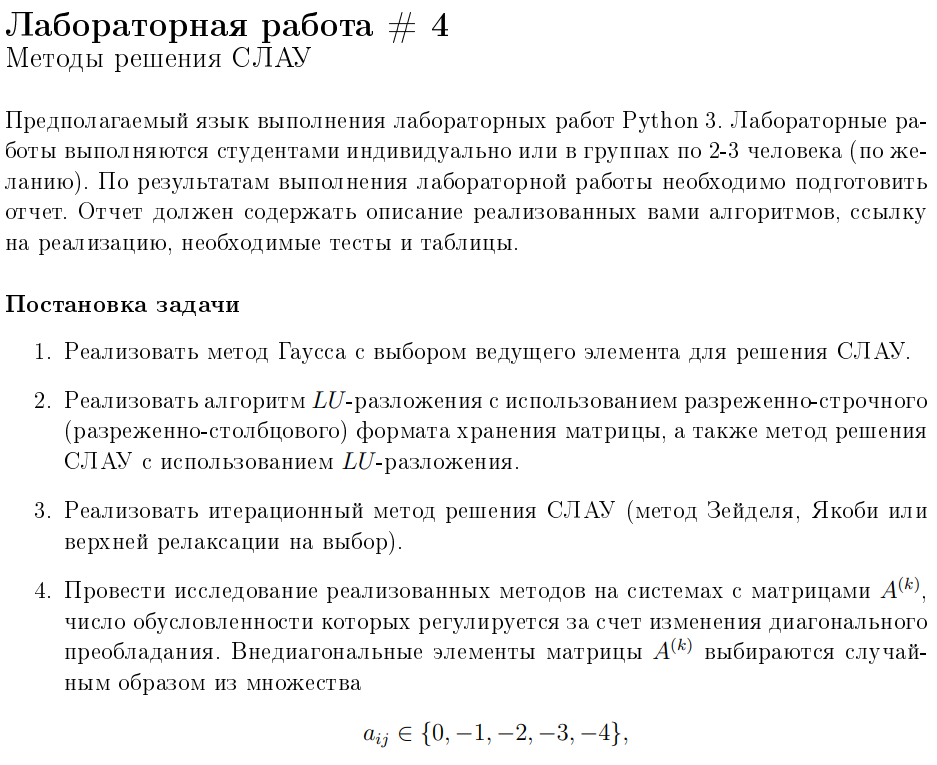 Лабораторная работа # 4
Методы решения СЛАУ
Предполагаемый язык выполнения лабораторных работ Python 3. Лабораторные ра-
боты выполняются студентами индивидуально или в группах по 2-3 человека (по же-
ланию). По результатам выполнения лабораторной работы необходимо подготовить
отчет. Отчет должен содержать описание реализованных вами алгоритмов, ссылку
на реализацию, необходимые тесты и таблицы.
Постановка задачи
1. Реализовать метод Гаусса с выбором ведущего элемента для решения СЛАУ.
2. Реализовать алгоритм LU-разложения с использованием разреженно-строчного
(разреженно-столбцового) формата хранения матрицы, а также метод решения
СЛАУ с использованием LU-разложения.
3. Реализовать итерационный метод решения СЛАУ (метод Зейделя, Якоби или
верхней релаксации на выбор).
4. Провести исследование реализованных методов на системах с матрицами A^{(k)},
число обусловленности которых регулируется за счет изменения диагонального
преобладания. Внедиагональные элементы матрицы A^{(k)} выбираются случай-
ным образом из множества
a_{ij} ∈ {0, −1, −2, −3, −4},